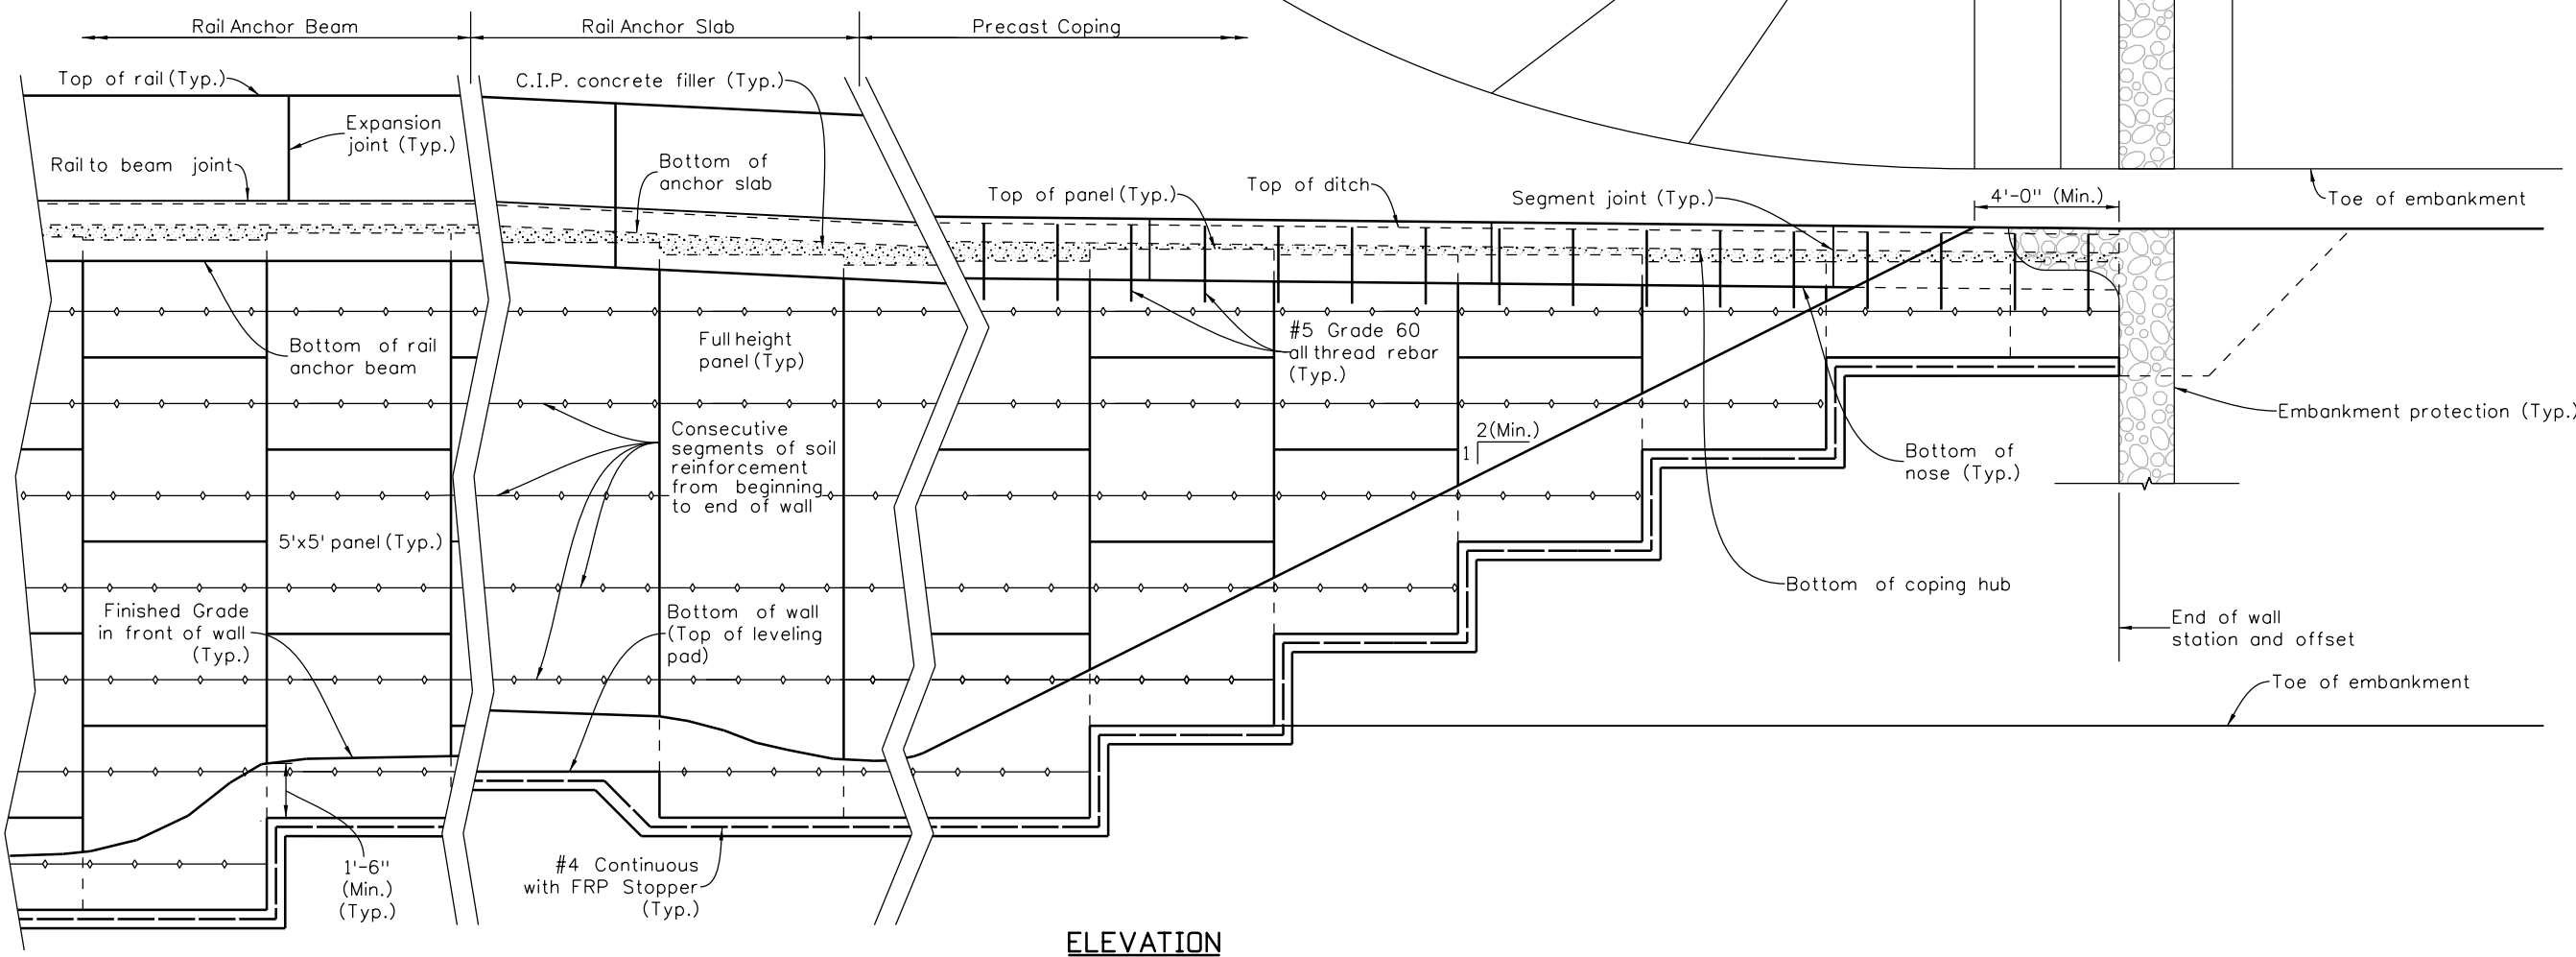 Rail Anchor Beam
Rail Anchor Slab
Precast Coping
Top of rail (Typ.)
C.I.P. concrete filler (Typ.)
Expansion
joint (Typ.)
Rail to beam joint
Bottom of
anchor slab
Top of panel (Typ.)
Top of ditch
Segment joint (Typ.)
4'-0" (Min.)
Toe of embankment
Bottom of rail
anchor beam
Full height
panel (Typ)
#5 Grade 60
all thread rebar
(Typ.)
Consecutive
segments of soil
reinforcement
from beginning
to end of wall
2(Min.)
1
Embankment protection (Typ.)
Bottom of
nose (Typ.)
5'x5' panel (Typ.)
Bottom of coping hub
Finished Grade
in front of wall
(Typ.)
Bottom of wall
(Top of leveling
pad)
End of wall
station and offset
Toe of embankment
1'-6"
(Min.)
(Typ.)
#4 Continuous
with FRP Stopper
(Typ.)
ELEVATION